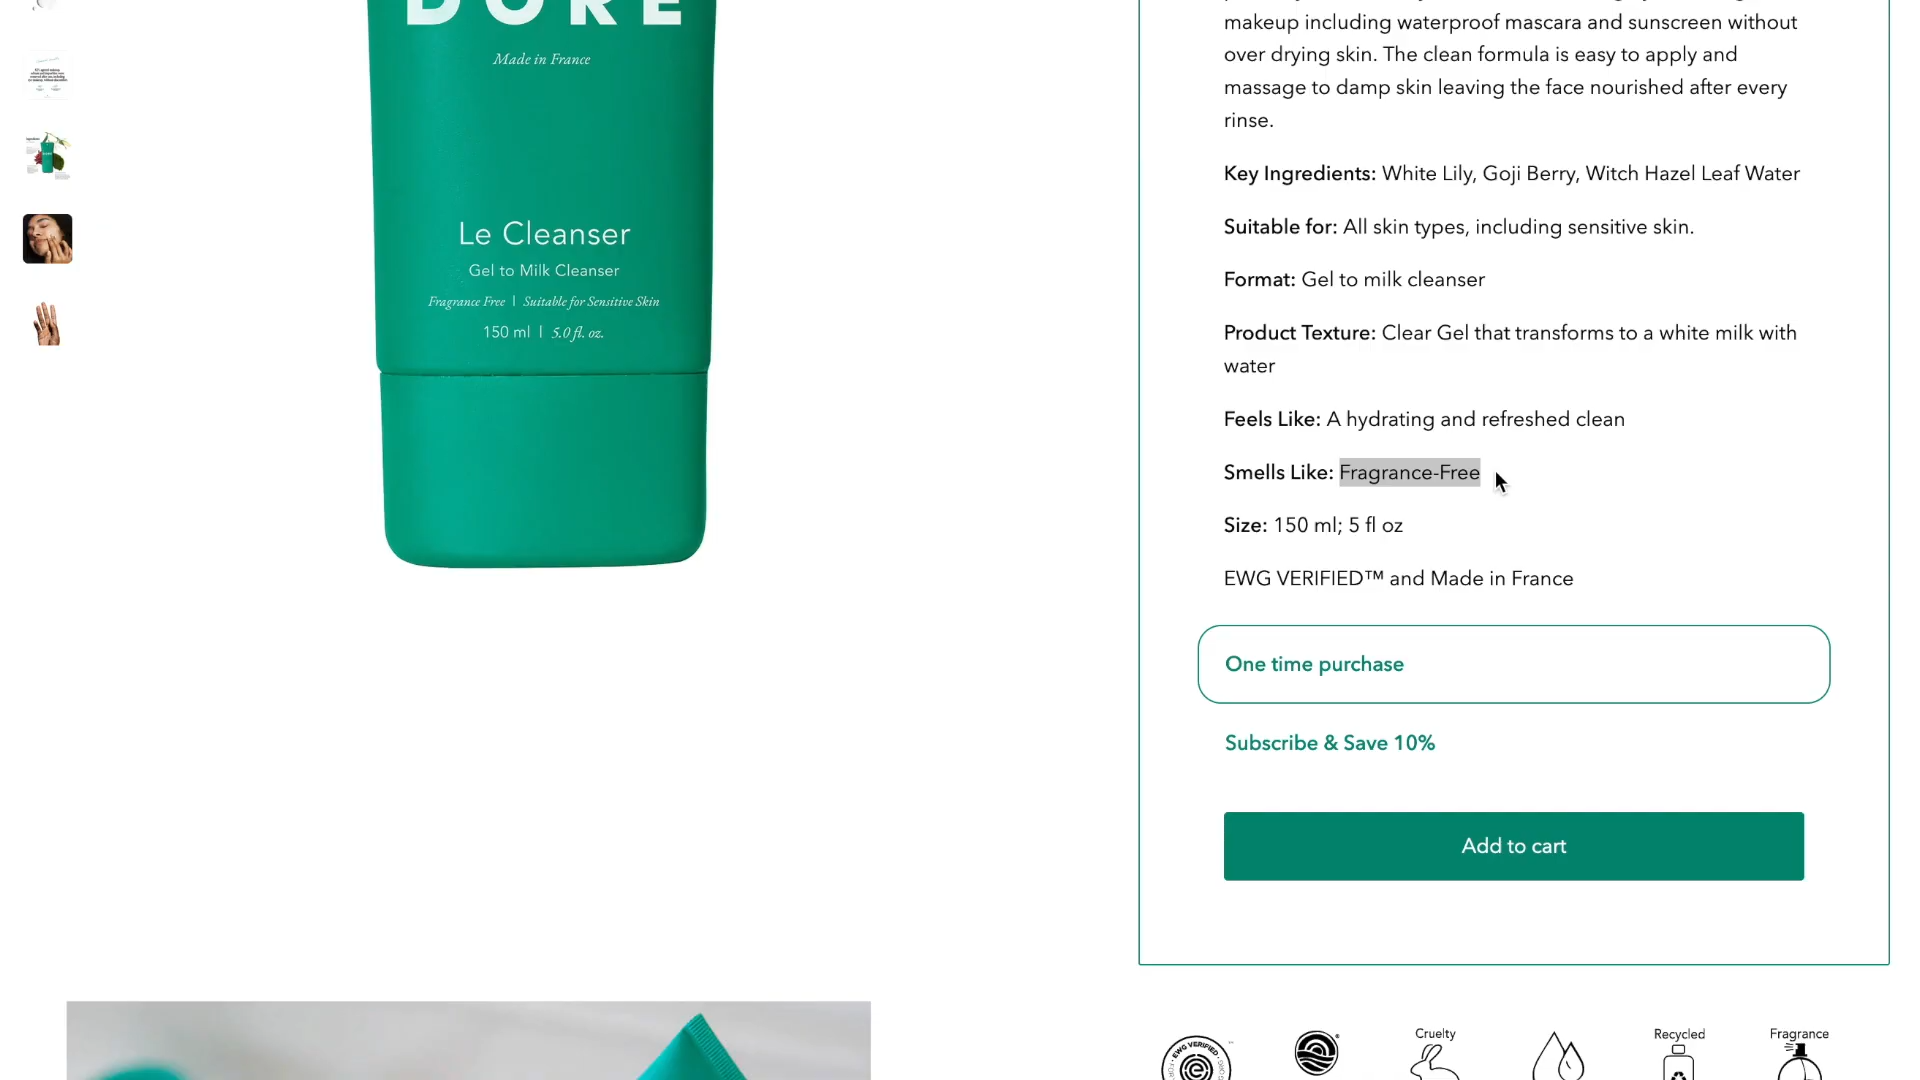 DORÉ
Made in France
Le Cleanser
Gel to Milk Cleanser
Fragrance Free | Suitable for Sensitive Skin
150 ml | 5.0 fl. oz.
makeup including waterproof mascara and sunscreen without
over drying skin. The clean formula is easy to apply and
massage to damp skin leaving the face nourished after every
rinse.
Key Ingredients: White Lily, Goji Berry, Witch Hazel Leaf Water
Suitable for: All skin types, including sensitive skin.
Format: Gel to milk cleanser
Product Texture: Clear Gel that transforms to a white milk with
water
Feels Like: A hydrating and refreshed clean
Smells Like: Fragrance-Free
Size: 150 ml; 5 fl oz
EWG VERIFIED™ and Made in France
One time purchase
Subscribe & Save 10%
Add to cart
EWG VERIFIED
Cruelty
Recycled
Fragrance